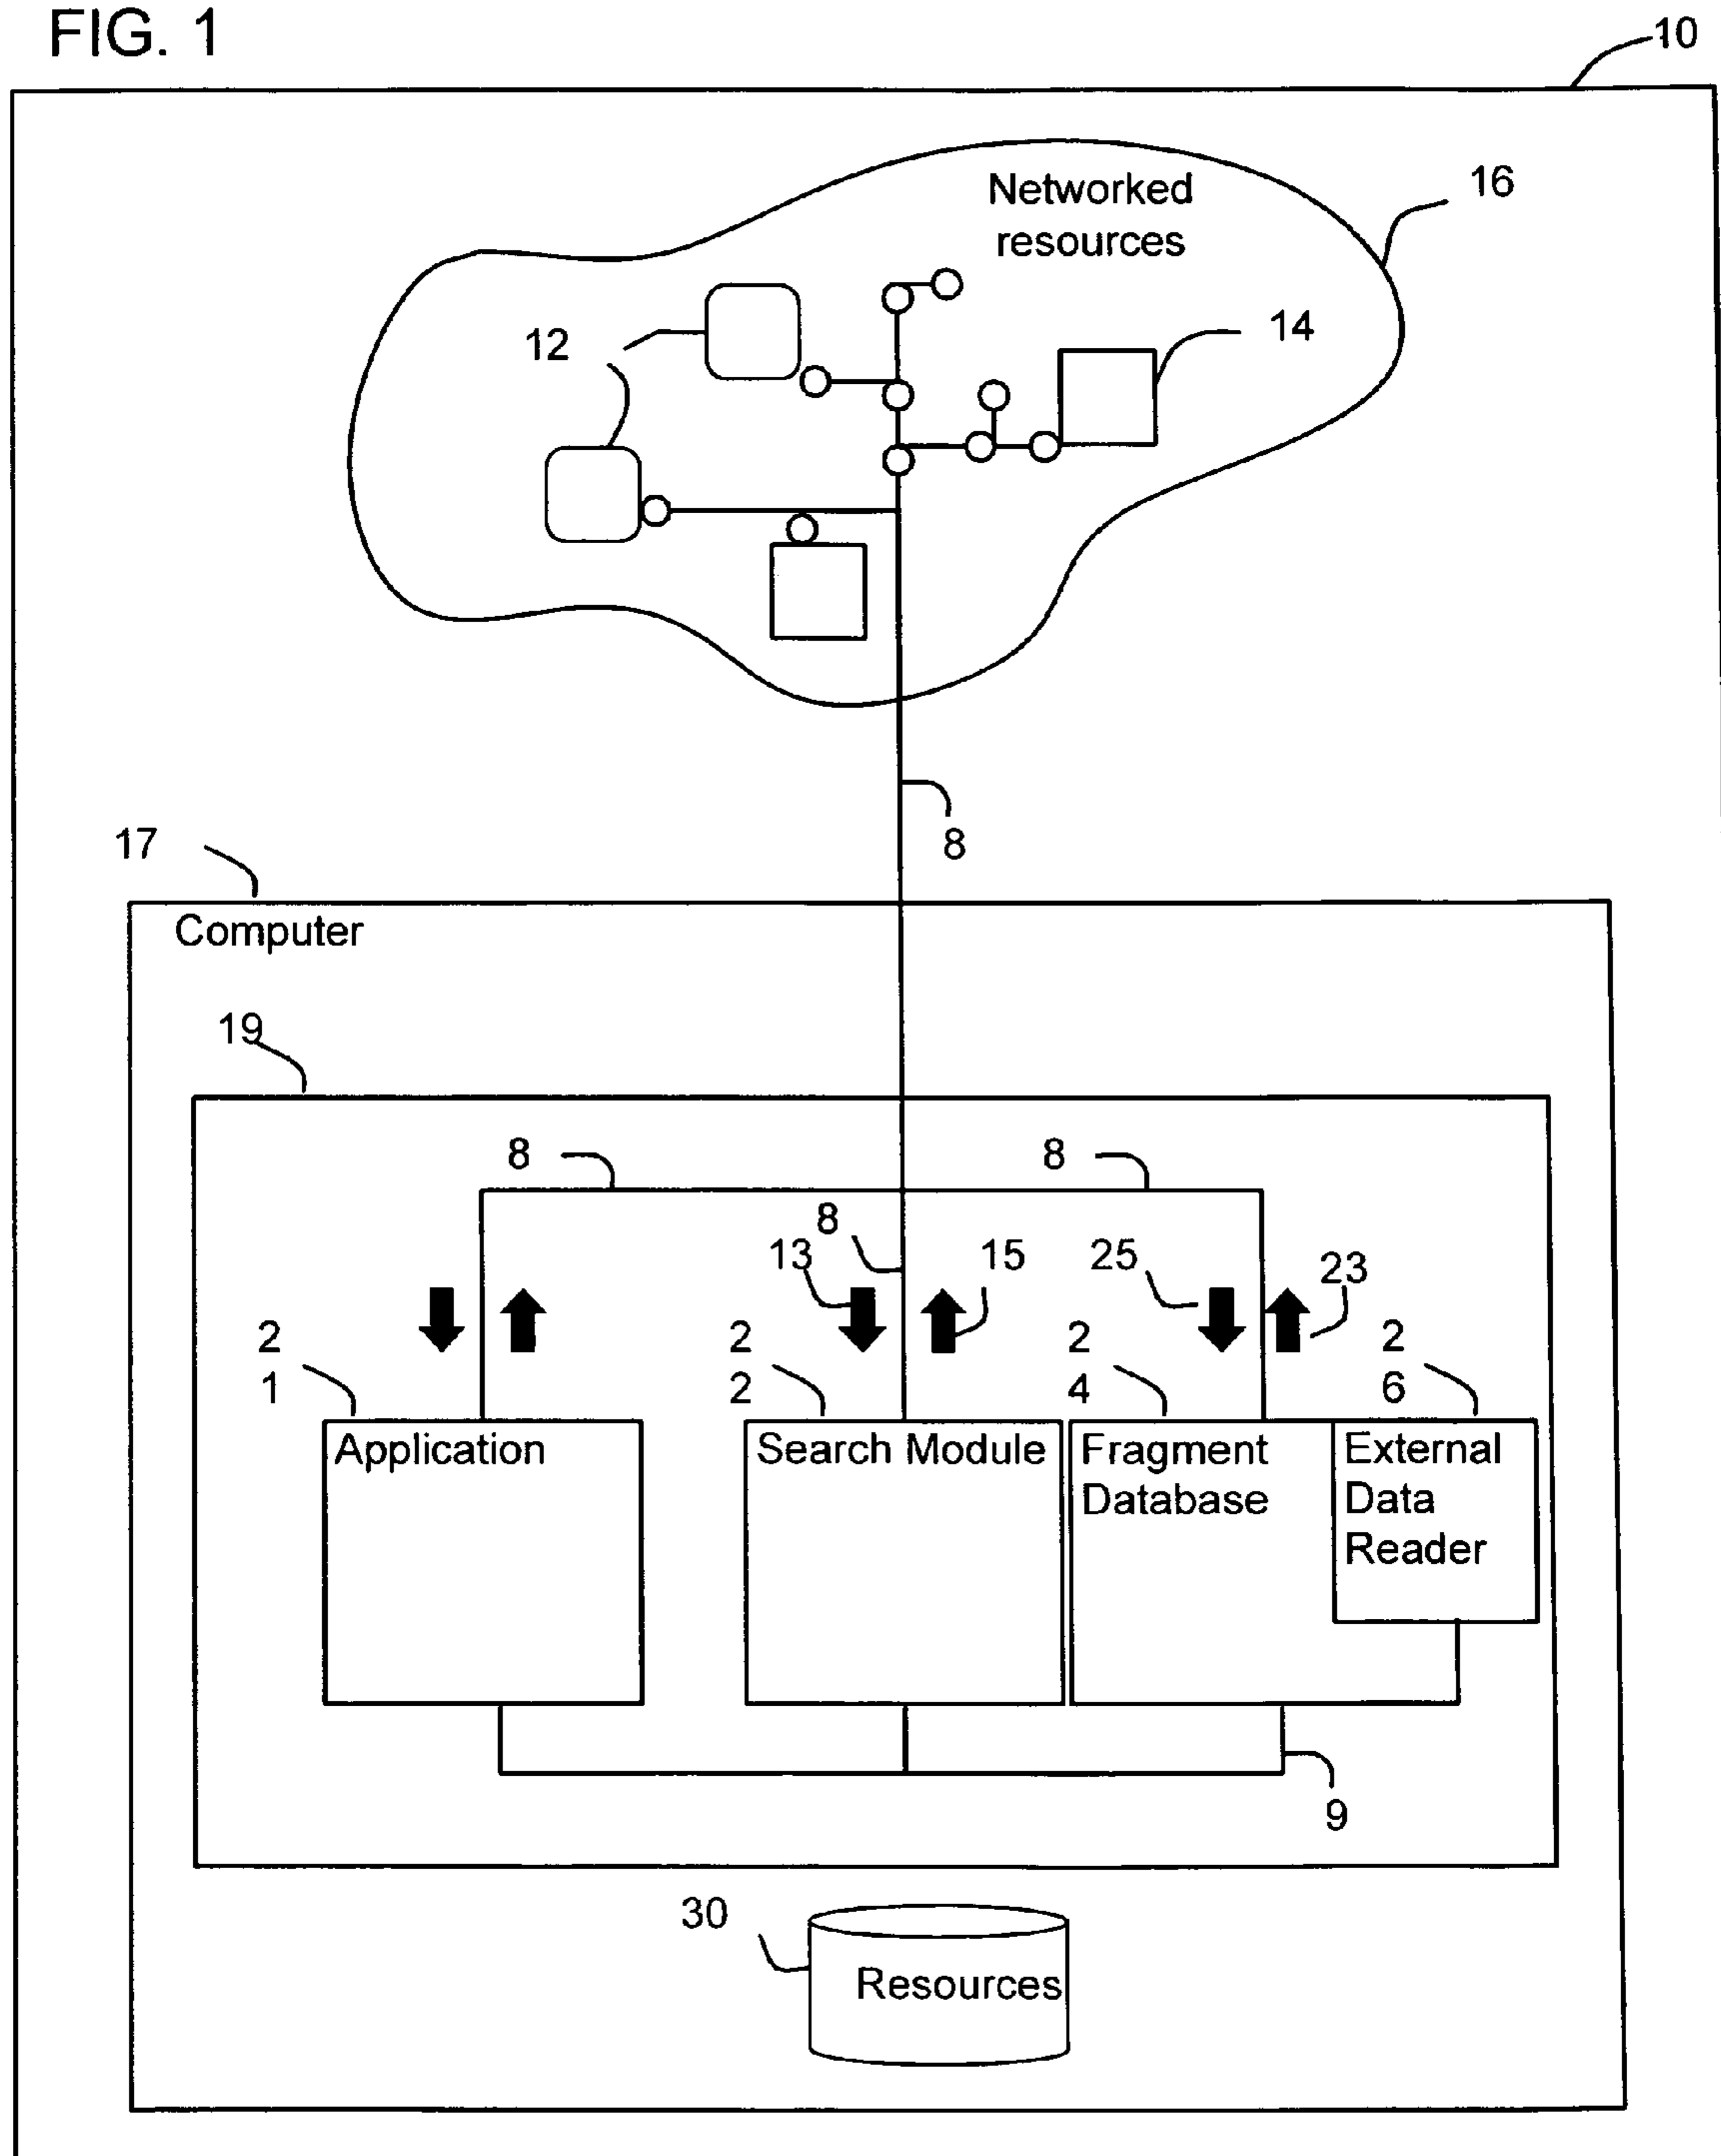 FIG. 1
10
Networked
resources
16
12
14
8
17
Computer
19
8
8
8
13
15
25
23
2
1
2
2
2
4
2
6
Application
Search Module
Fragment
Database
External
Data
Reader
9
30
Resources